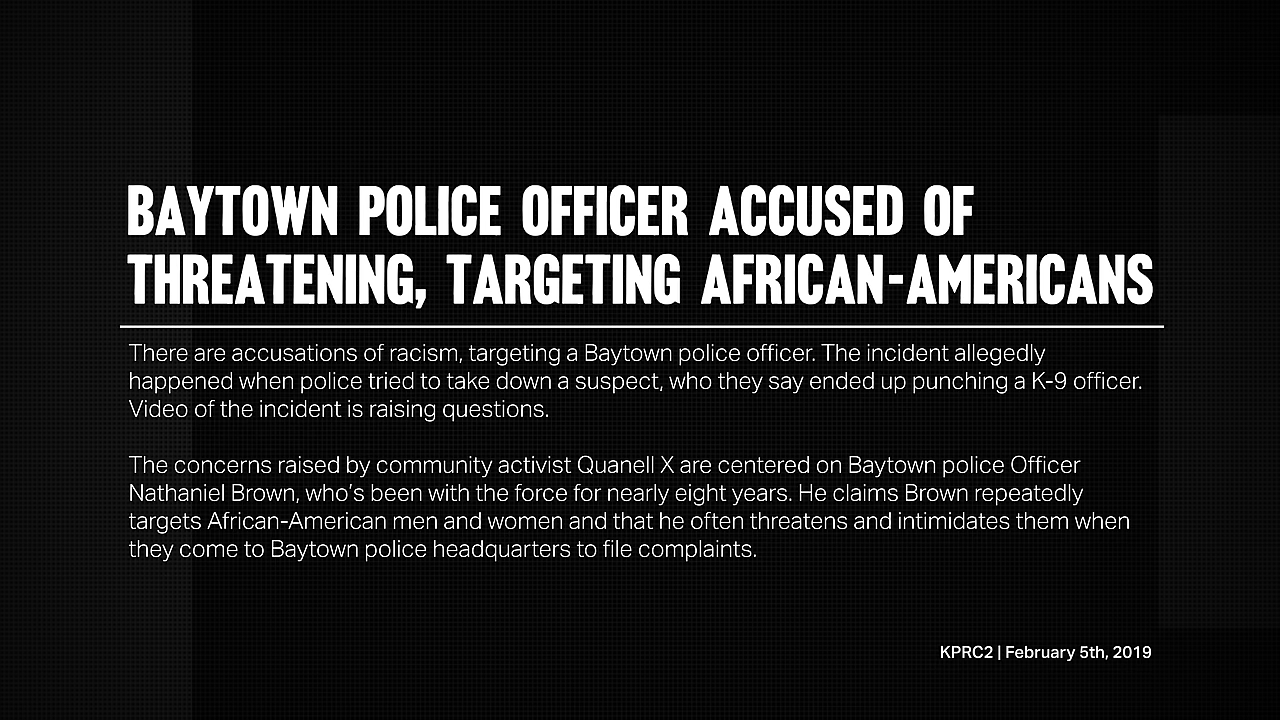 BAYTOWN POLICE OFFICER ACCUSED OF
THREATENING, TARGETING AFRICAN-AMERICANS
There are accusations of racism, targeting a Baytown police officer. The incident allegedly
happened when police tried to take down a suspect, who they say ended up punching a K-9 officer.
Video of the incident is raising questions.
The concerns raised by community activist Quanell X are centered on Baytown police Officer
Nathaniel Brown, who's been with the force for nearly eight years. He claims Brown repeatedly
targets African-American men and women and that he often threatens and intimidates them when
they come to Baytown police headquarters to file complaints.
KPRC2 | February 5th, 2019